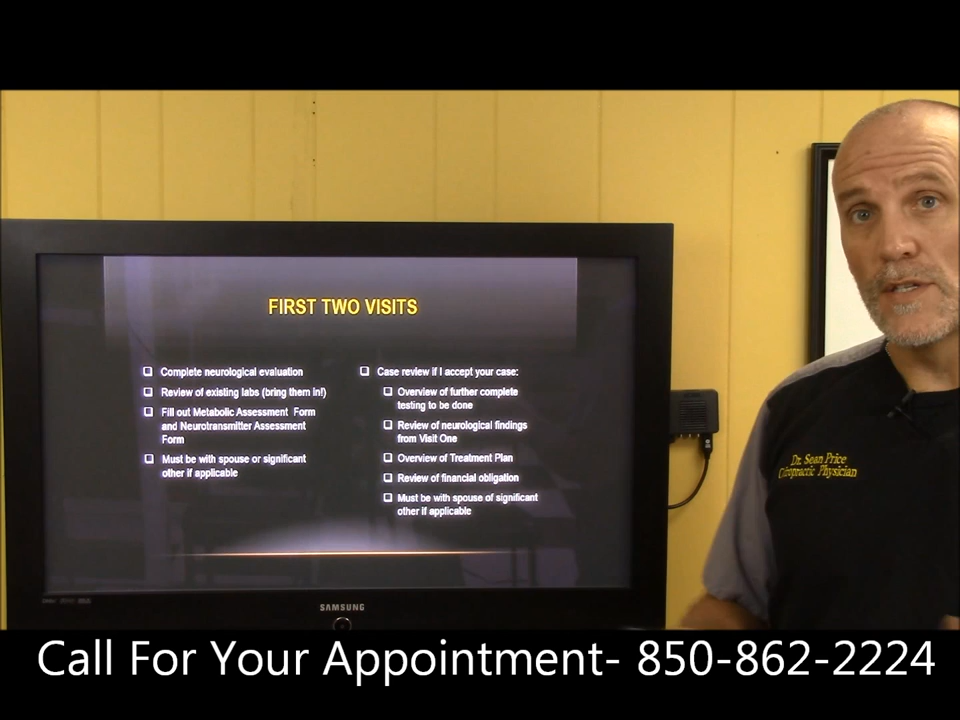 FIRST TWO VISITS
❑ Complete neurological evaluation
❑ Review of existing labs (bring them in!)
❑ Fill out Metabolic Assessment Form
and Neurotransmitter Assessment
Form
❑ Must be with spouse or significant
other if applicable
❑ Case review if I accept your case:
❑ Overview of further complete
testing to be done
❑ Review of neurological findings
from Visit One
❑ Overview of Treatment Plan
❑ Review of financial obligation
❑ Must be with spouse of significant
other if applicable
SAMSUNG
Dr. Sean Price
Chiropractic Physician
Call For Your Appointment- 850-862-2224